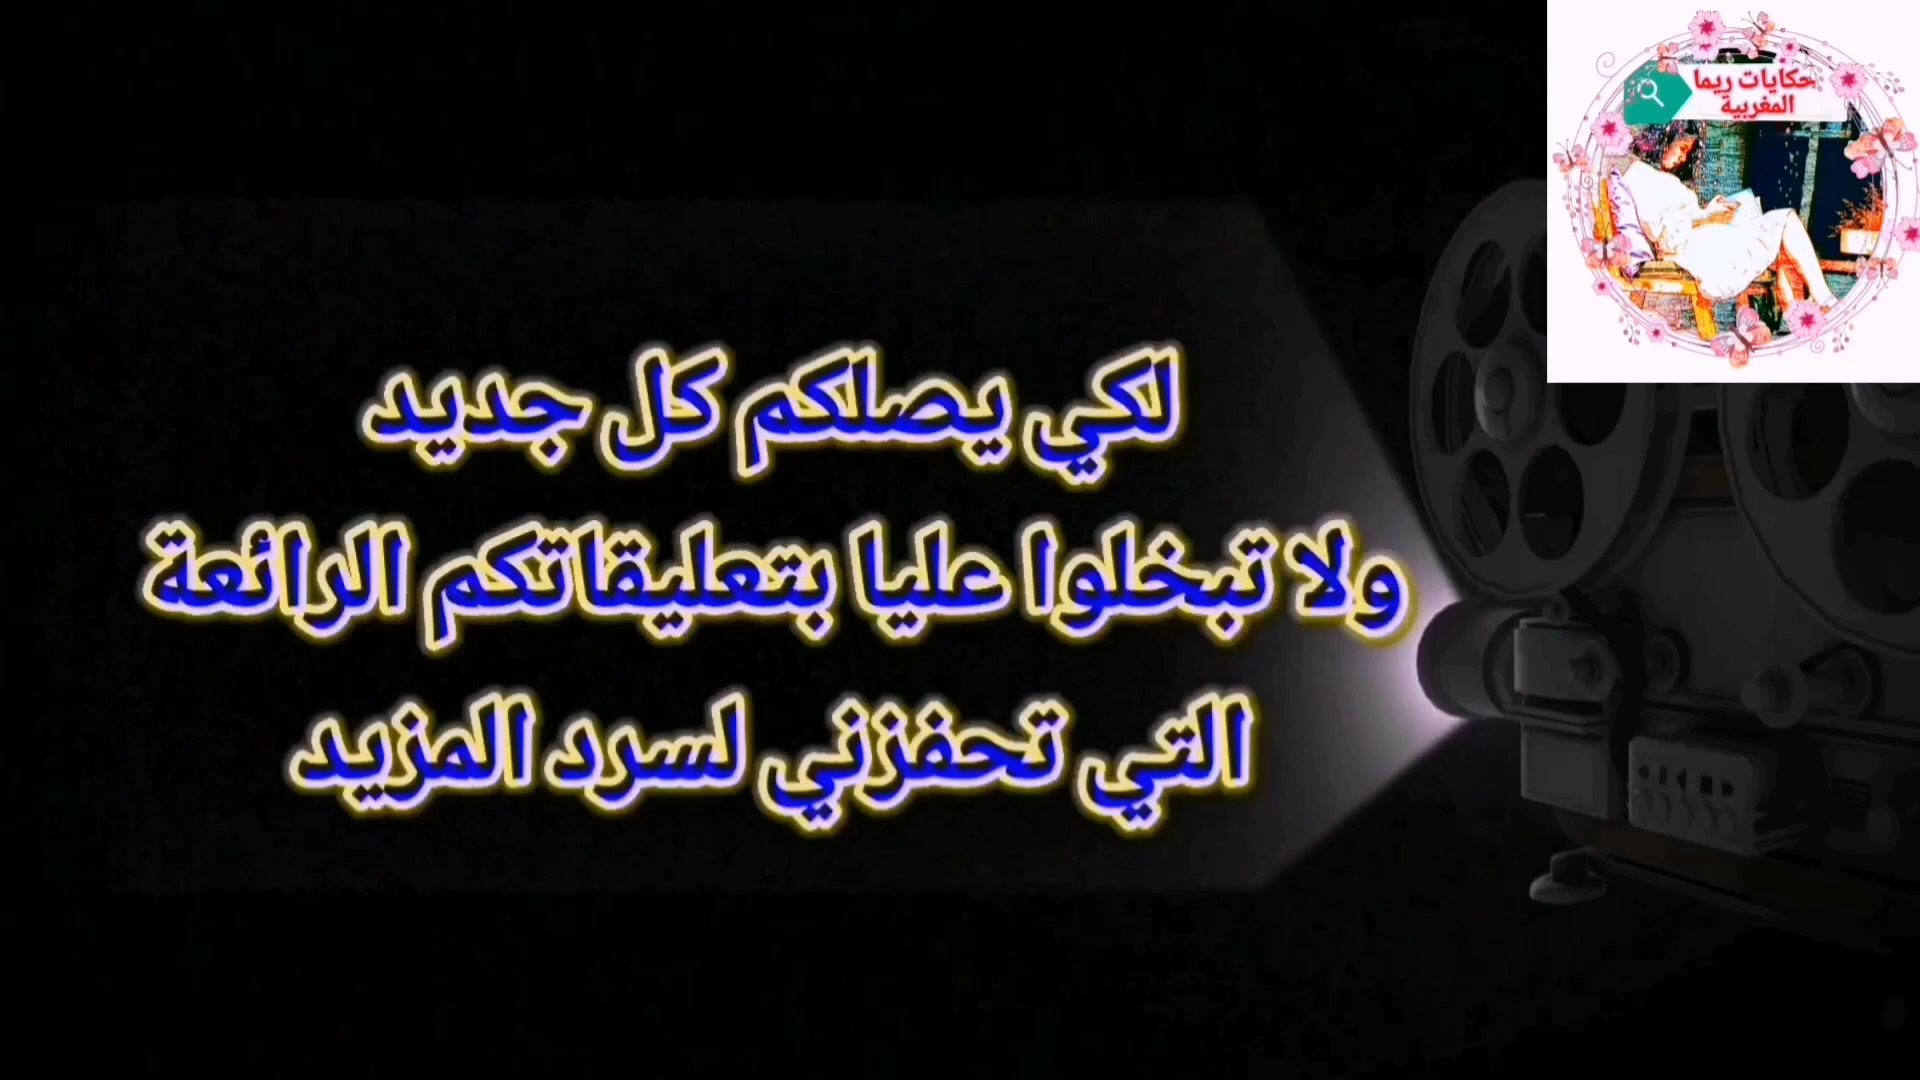 حكايات ريما
المغربية
لكي يصلكم كل جديد
ولا تبخلوا عليا بتعليقاتكم الرائعة
التي تحفزني لسرد المزيد